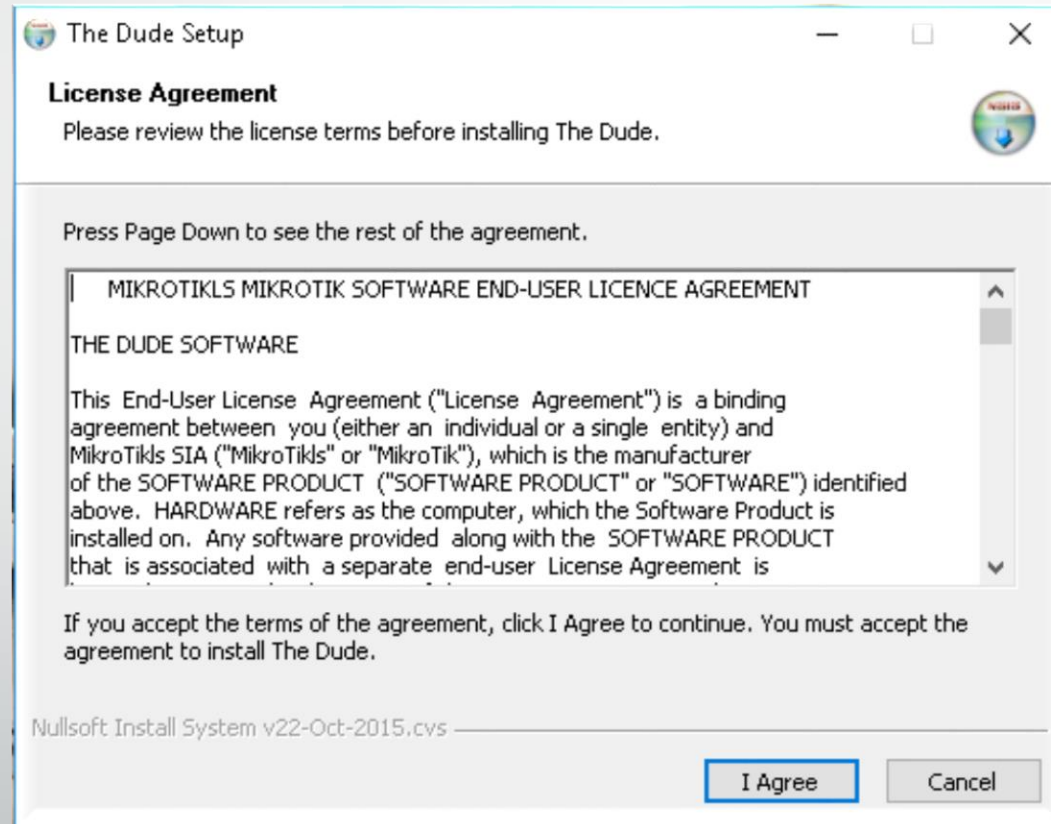 The Dude Setup
License Agreement
Please review the license terms before installing The Dude.
Press Page Down to see the rest of the agreement.
MIKROTIKLS MIKROTIK SOFTWARE END-USER LICENCE AGREEMENT
THE DUDE SOFTWARE
This End-User License Agreement ("License Agreement") is a binding
agreement between you (either an individual or a single entity) and
MikroTikls SIA ("MikroTikls" or "MikroTik"), which is the manufacturer
of the SOFTWARE PRODUCT ("SOFTWARE PRODUCT" or "SOFTWARE") identified
above. HARDWARE refers as the computer, which the Software Product is
installed on. Any software provided along with the SOFTWARE PRODUCT
that is associated with a separate end-user License Agreement is
If you accept the terms of the agreement, click I Agree to continue. You must accept the
agreement to install The Dude.
Nullsoft Install System v22-Oct-2015.cvs
I Agree
Cancel